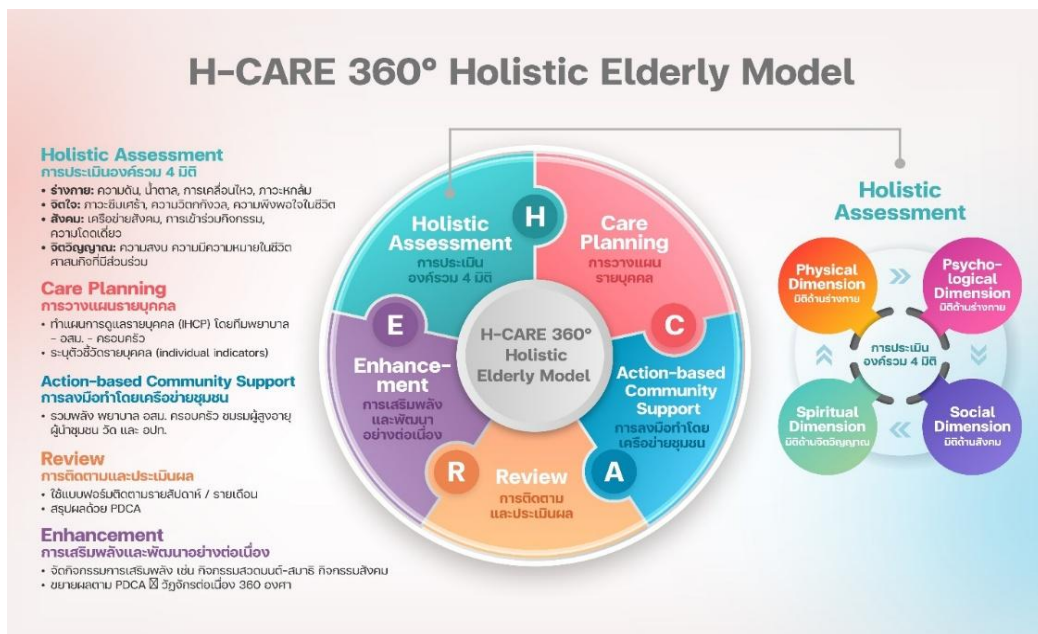 H-CARE 360° Holistic Elderly Model
Holistic Assessment
การประเมินองค์รวม 4 มิติ
• ร่างกาย: ความดัน, น้ำตาล, การเคลื่อนไหว, ภาวะหกล้ม
• จิตใจ: ภาวะซึมเศร้า, ความวิตกกังวล, ความพึงพอใจในชีวิต
• สังคม: เครือข่ายสังคม, การเข้าร่วมกิจกรรม,
ความโดดเดี่ยว
• จิตวิญญาณ: ความสงบ ความมีความหมายในชีวิต
ศาสนกิจที่มีส่วนร่วม
Care Planning
การวางแผนรายบุคคล
• ทำแผนการดูแลรายบุคคล (IHCP) โดยทีมพยาบาล
- อสม. - ครอบครัว
• ระบุตัวชี้วัดรายบุคคล (individual indicators)
Action-based Community Support
การลงมือทำโดยเครือข่ายชุมชน
• รวมพลัง พยาบาล อสม. ครอบครัว ชมรมผู้สูงอายุ
ผู้นำชุมชน วัด และ อปท.
Review
การติดตามและประเมินผล
• ใช้แบบฟอร์มติดตามรายสัปดาห์ / รายเดือน
• สรุปผลด้วย PDCA
Enhancement
การเสริมพลังและพัฒนาอย่างต่อเนื่อง
• จัดกิจกรรมการเสริมพลัง เช่น กิจกรรมสวดมนต์-สมาธิ กิจกรรมสังคม
• ขยายผลตาม PDCA วัฏจักรต่อเนื่อง 360 องศา
H
Holistic
Assessment
การประเมิน
องค์รวม 4 มิติ
Care
Planning
การวางแผน
รายบุคคล
C
Action-based
Community
Support
การลงมือทำโดย
เครือข่ายชุมชน
A
Review
การติดตาม
และประเมินผล
R
Enhance-
ment
การเสริมพลัง
และพัฒนา
อย่างต่อเนื่อง
E
H-CARE 360°
Holistic
Elderly Model
Holistic
Assessment
Physical
Dimension
มิติด้านร่างกาย
Psycho-
logical
Dimension
มิติด้านร่างกาย
การประเมิน
องค์รวม 4 มิติ
Spiritual
Dimension
มิติด้านจิตวิญญาณ
Social
Dimension
มิติด้านสังคม